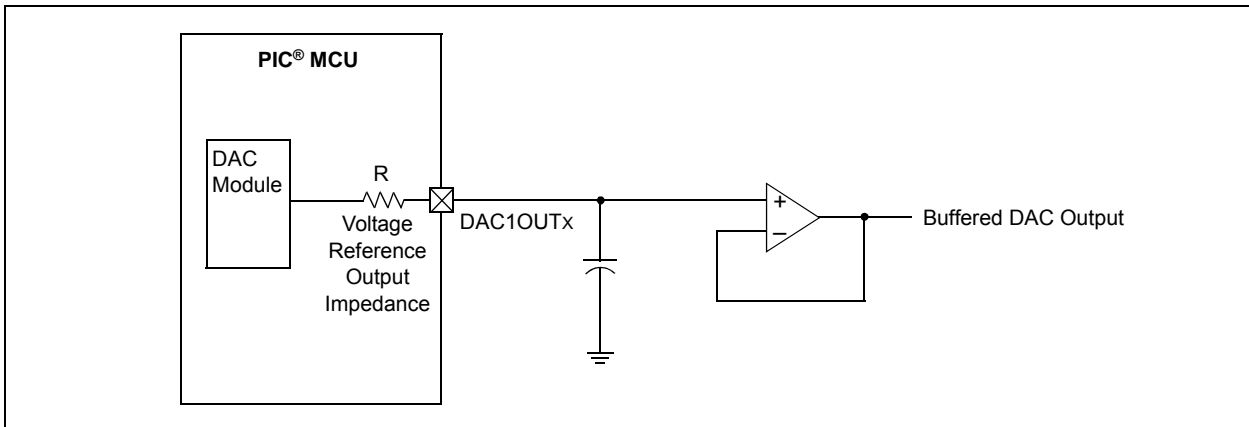 PIC® MCU
DAC
Module
R
Voltage
Reference
Output
Impedance
DAC1OUTX
+
–
Buffered DAC Output